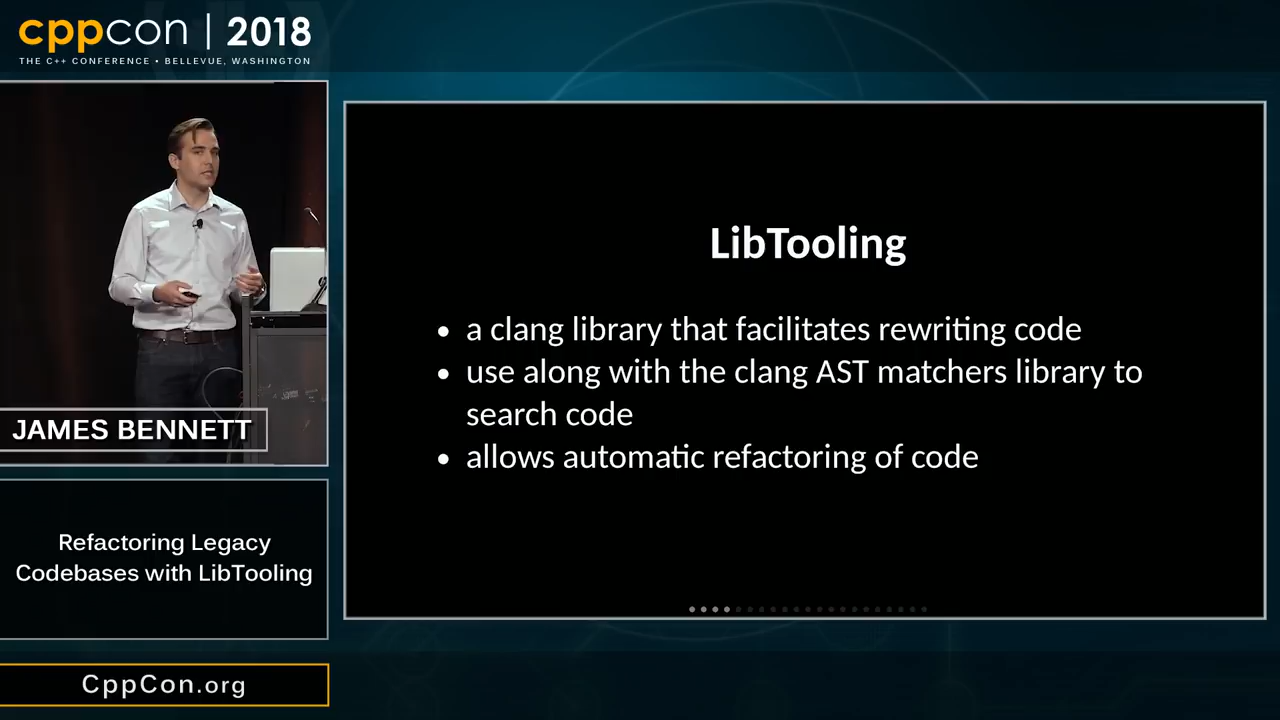 cppcon | 2018
THE C++ CONFERENCE • BELLEVUE, WASHINGTON
JAMES BENNETT
Refactoring Legacy
Codebases with LibTooling
CppCon.org
LibTooling
• a clang library that facilitates rewriting code
• use along with the clang AST matchers library to
search code
• allows automatic refactoring of code